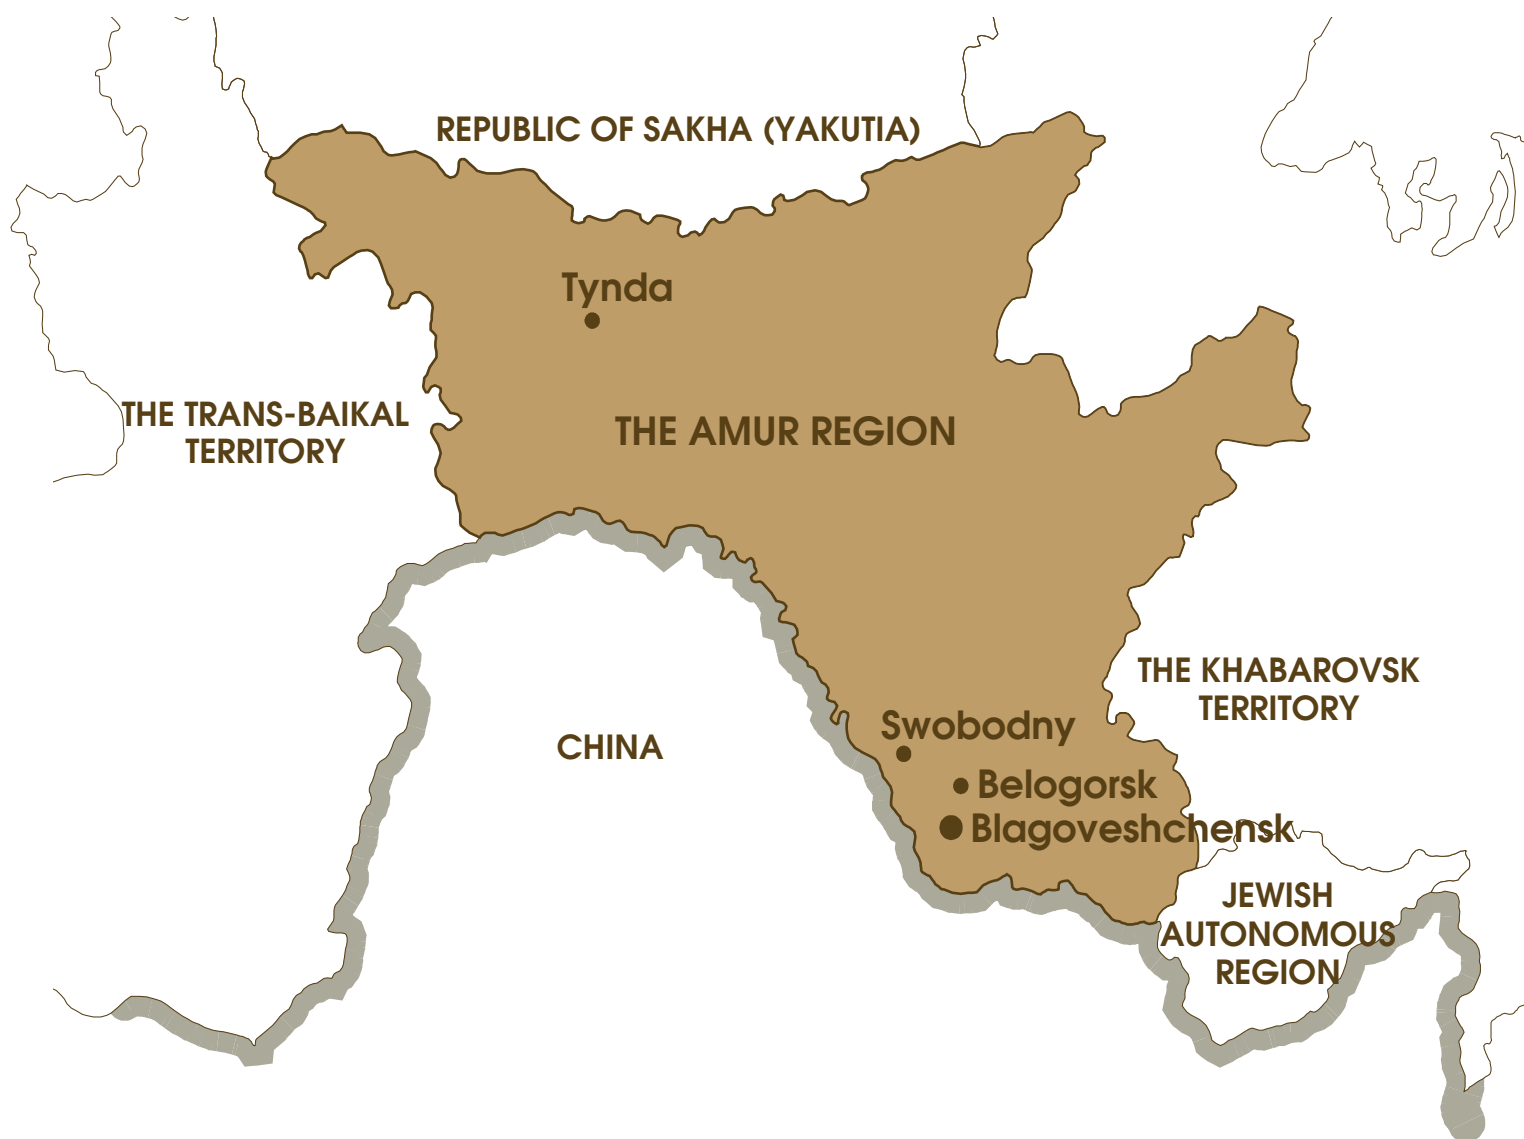 REPUBLIC OF SAKHA (YAKUTIA)
Tynda
THE TRANS-BAIKAL
TERRITORY
THE AMUR REGION
THE KHABAROVSK
TERRITORY
Swobodny
CHINA
Belogorsk
Blagoveshchensk
JEWISH
AUTONOMOUS
REGION